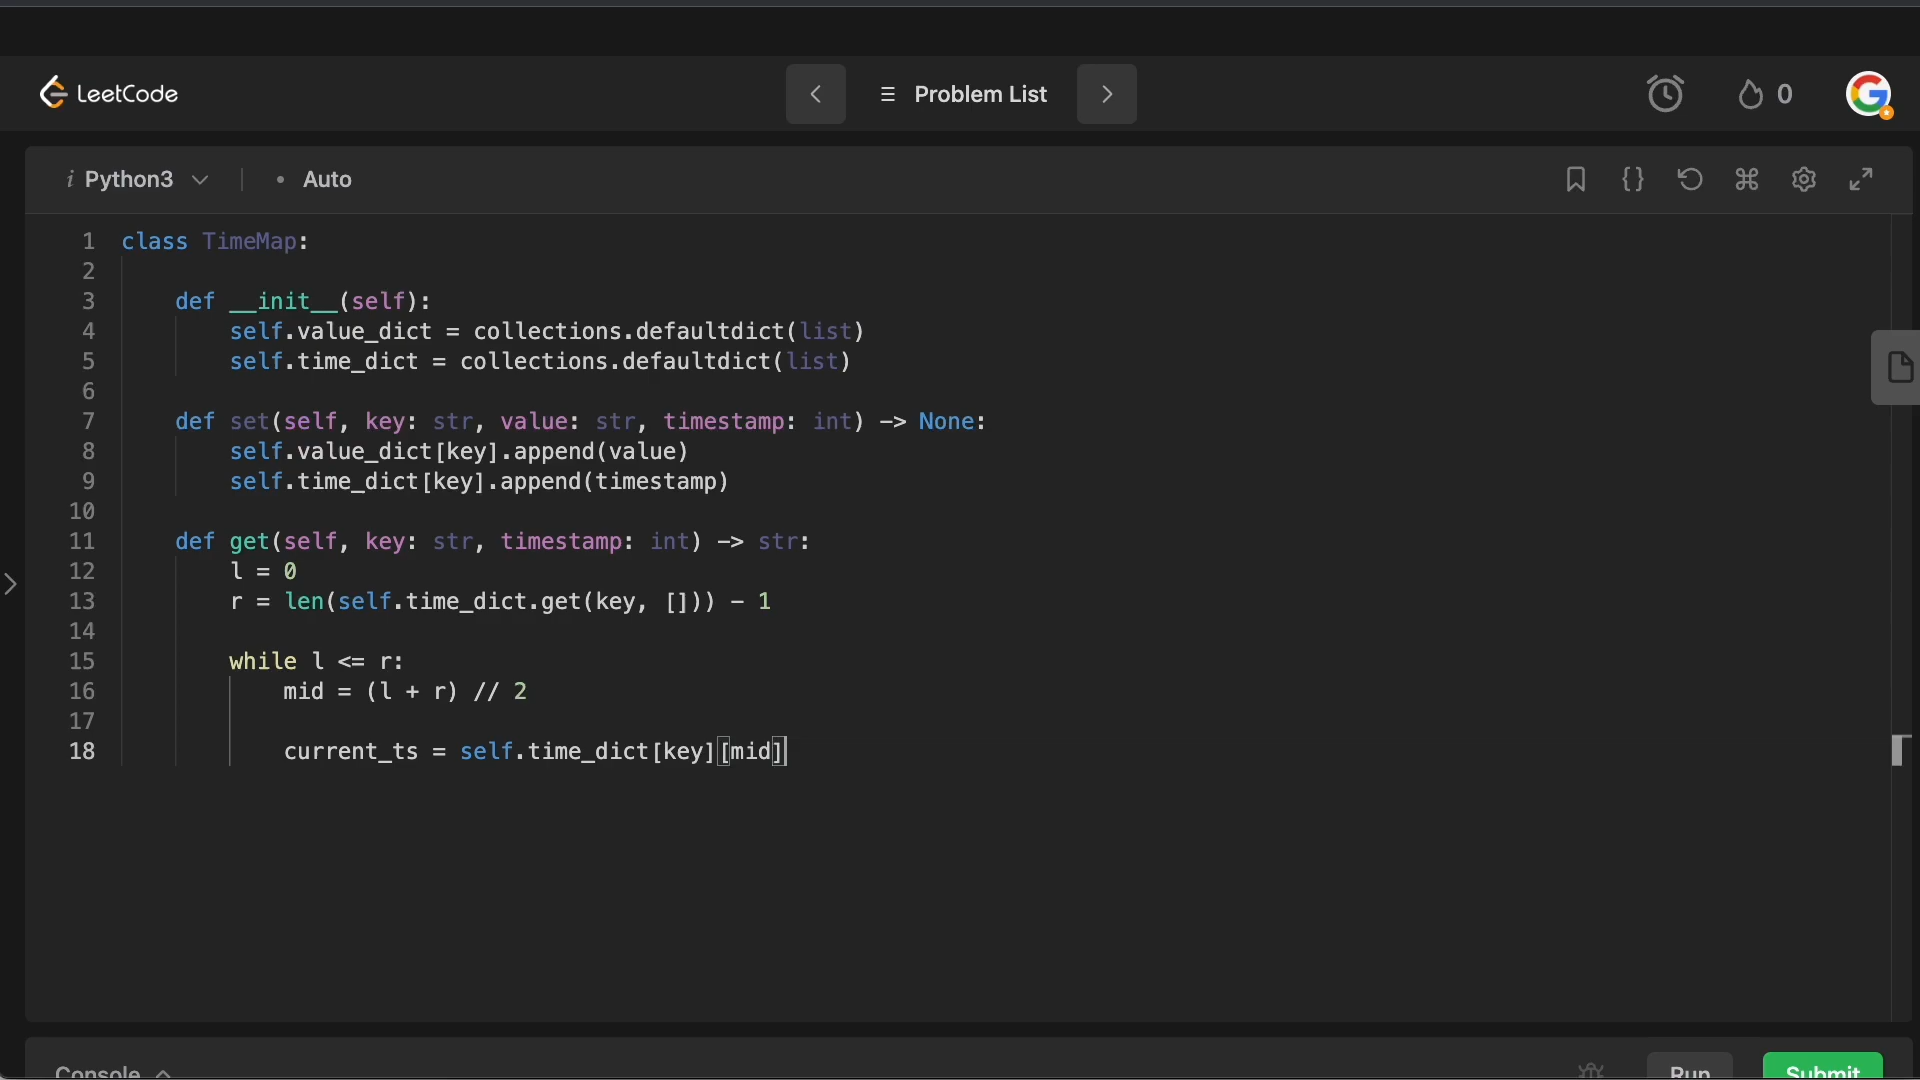 LeetCode
Problem List
0
Python3
Auto
1 class TimeMap:
2
3 def __init__(self):
4 self.value_dict = collections.defaultdict(list)
5 self.time_dict = collections.defaultdict(list)
6
7 def set(self, key: str, value: str, timestamp: int) -> None:
8 self.value_dict[key].append(value)
9 self.time_dict[key].append(timestamp)
10
11 def get(self, key: str, timestamp: int) -> str:
12 l = 0
13 r = len(self.time_dict.get(key, [])) - 1
14
15 while l <= r:
16 mid = (l + r) // 2
17
18 current_ts = self.time_dict[key][mid]
Console
Run
Submit